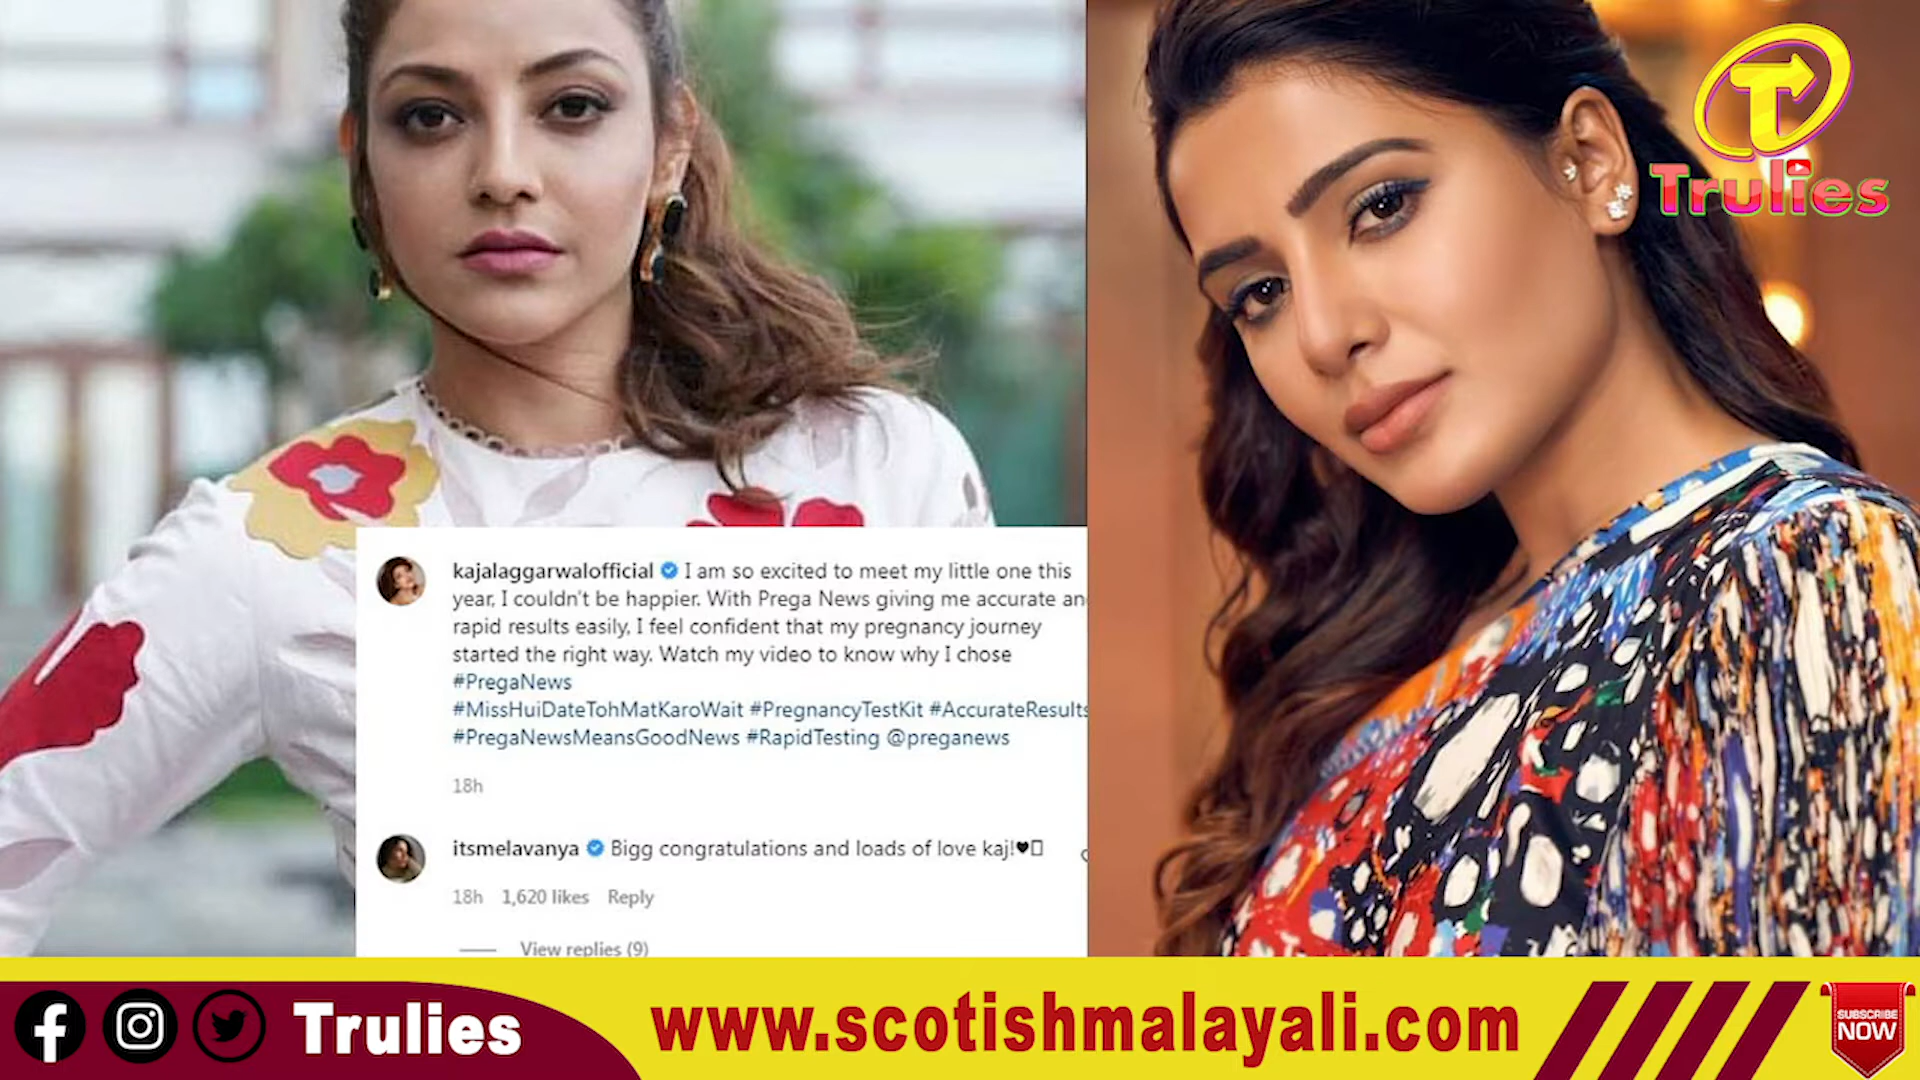 T
Trulies
kajalaggarwalofficial I am so excited to meet my little one this
year, I couldn't be happier. With Prega News giving me accurate an
rapid results easily, I feel confident that my pregnancy journey
started the right way. Watch my video to know why I chose
#PregaNews
#MissHuiDateTohMatKaroWait #PregnancyTestKit #AccurateResults
#PregaNewsMeansGoodNews #RapidTesting @preganews
18h
itsmelavanya Bigg congratulations and loads of love kaj!♥
18h 1,620 likes Reply
View replies (9)
Trulies
www.scotishmalayali.com
SUBSCRIBE
NOW